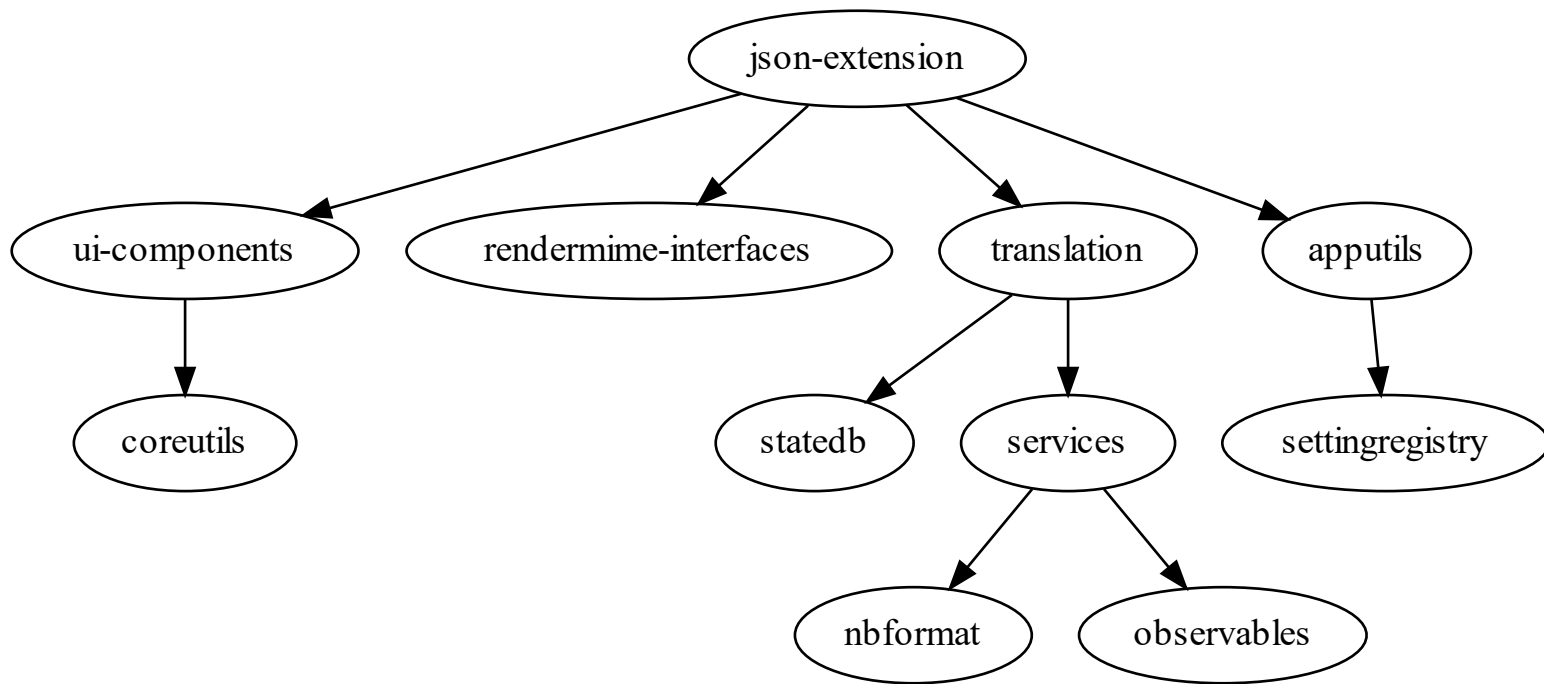 json-extension
ui-components
rendermime-interfaces
translation
apputils
coreutils
statedb
services
settingregistry
nbformat
observables